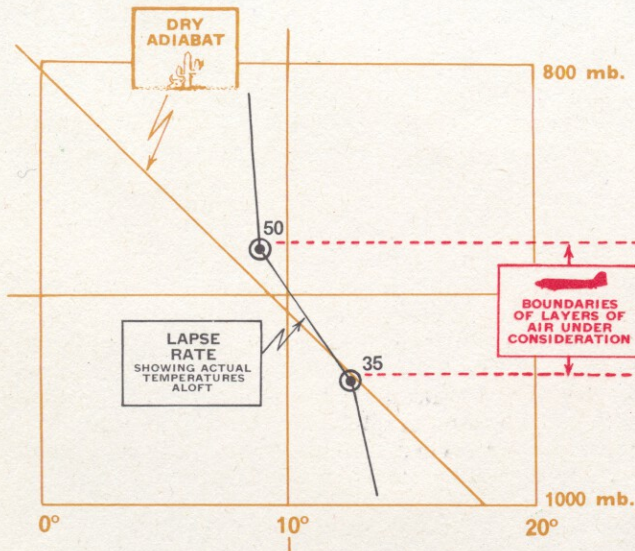 DRY
ADIABAT
800 mb.
50
BOUNDARIES
OF LAYERS OF
AIR UNDER
CONSIDERATION
LAPSE
RATE
SHOWING ACTUAL
TEMPERATURES
ALOFT
35
1000 mb.
0°
10°
20°